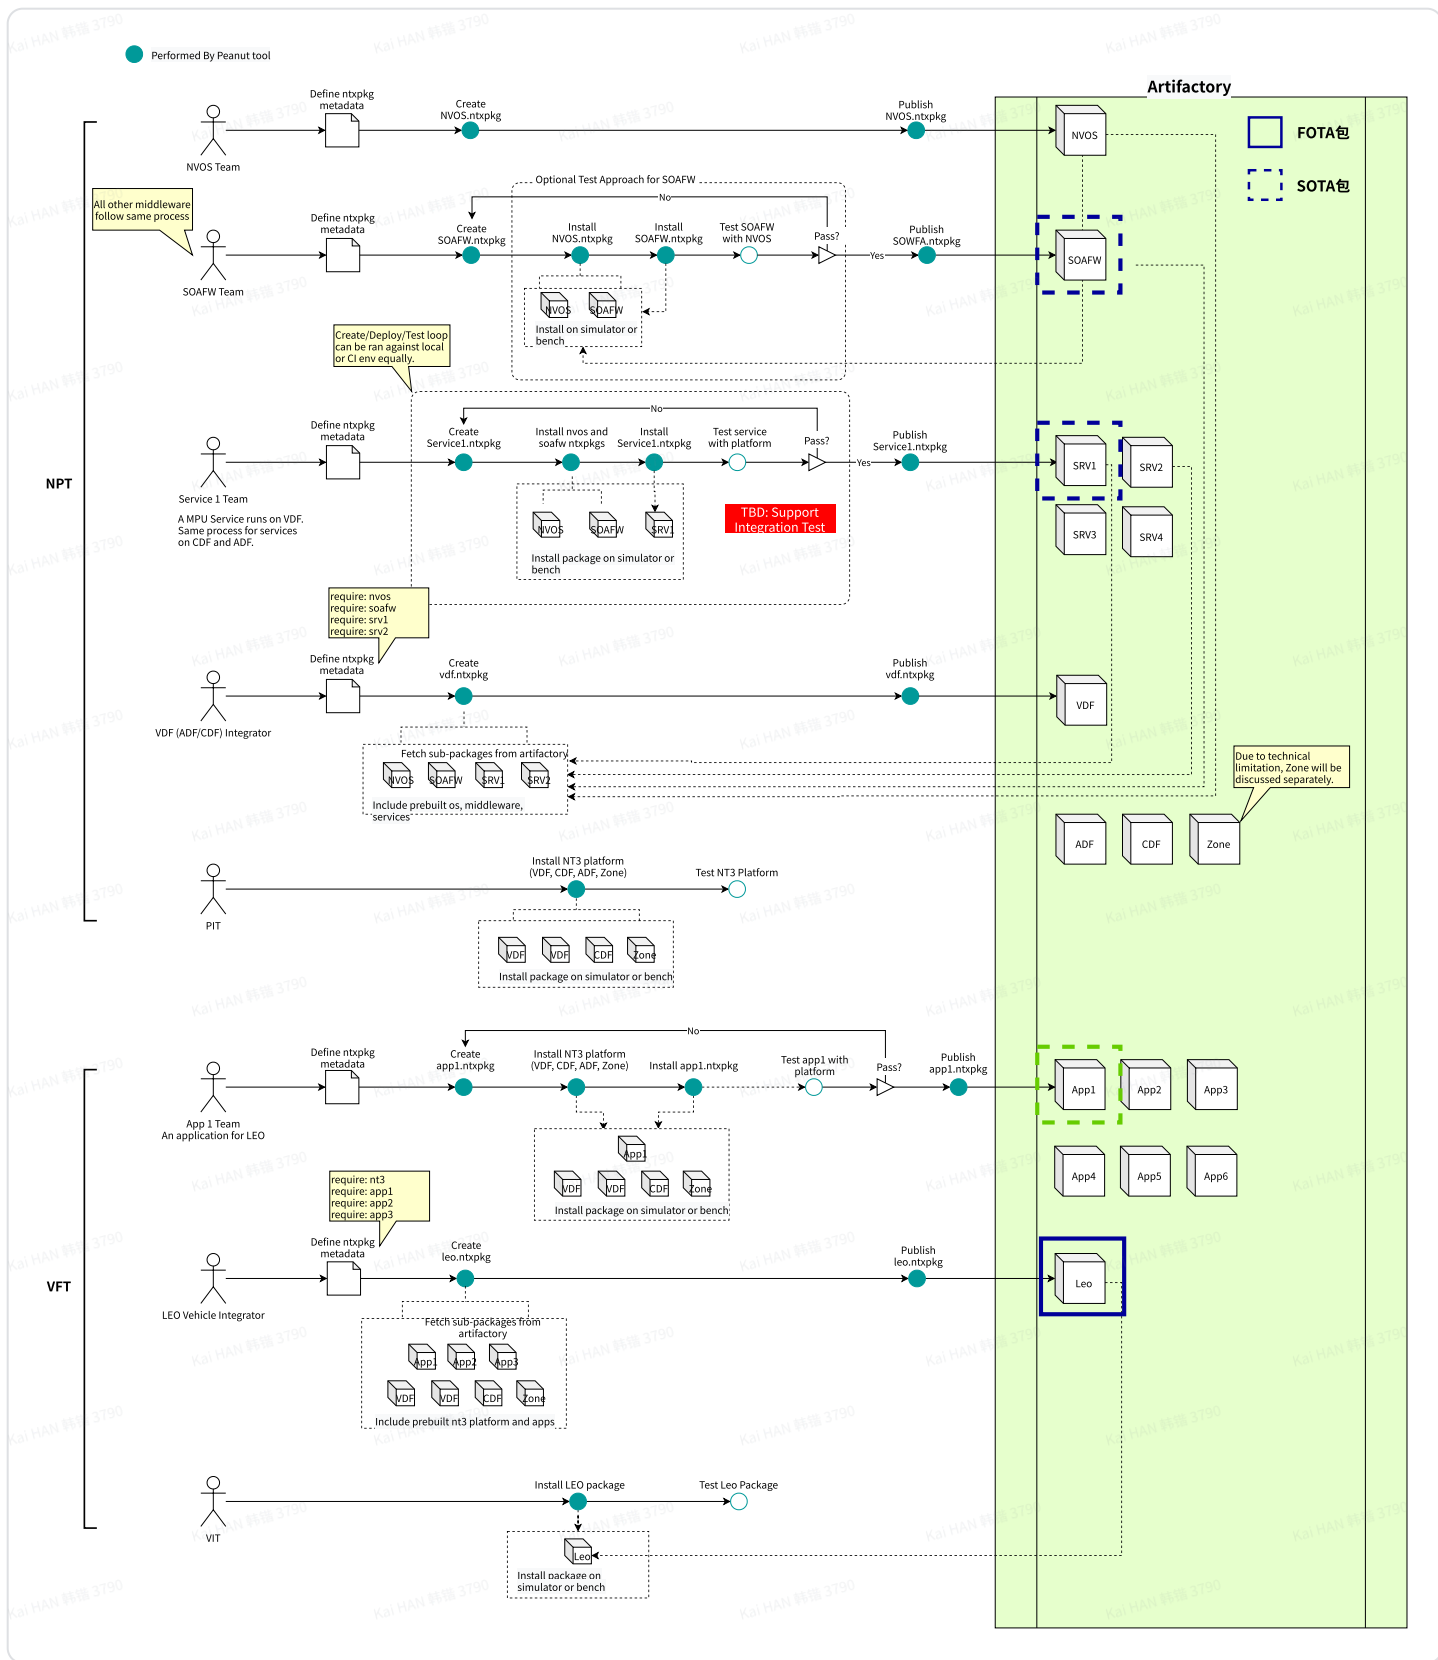 Performed By Peanut tool
Artifactory
FOTA包
SOTA包
NPT
Define ntxpkg
metadata
Create
NVOS.ntxpkg
Publish
NVOS.ntxpkg
NVOS
NVOS Team
All other middleware
follow same process
Optional Test Approach for SOAFW
No
Define ntxpkg
metadata
Create
SOAFW.ntxpkg
Install
NVOS.ntxpkg
Install
SOAFW.ntxpkg
Test SOAFW
with NVOS
Pass?
Yes
Publish
SOWFA.ntxpkg
SOAFW
SOAFW Team
NVOS
SOAFW
Install on simulator or
bench
Create/Deploy/Test loop
can be ran against local
or CI env equally.
No
Define ntxpkg
metadata
Create
Service1.ntxpkg
Install nvos and
soafw ntxpkgs
Install
Service1.ntxpkg
Test service
with platform
Pass?
Yes
Publish
Service1.ntxpkg
SRV1
SRV2
SRV3
SRV4
Service 1 Team
A MPU Service runs on VDF.
Same process for services
on CDF and ADF.
NVOS
SOAFW
SRV1
Install package on simulator or
bench
TBD: Support
Integration Test
require: nvos
require: soafw
require: srv1
require: srv2
Define ntxpkg
metadata
Create
vdf.ntxpkg
Publish
vdf.ntxpkg
VDF
VDF (ADF/CDF) Integrator
Fetch sub-packages from artifactory
NVOS
SOAFW
SRV1
SRV2
Include prebuilt os, middleware,
services
Due to technical
limitation, Zone will be
discussed separately.
ADF
CDF
Zone
Install NT3 platform
(VDF, CDF, ADF, Zone)
Test NT3 Platform
PIT
VDF
VDF
CDF
Zone
Install package on simulator or bench
VFT
No
Define ntxpkg
metadata
Create
app1.ntxpkg
Install NT3 platform
(VDF, CDF, ADF, Zone)
Install app1.ntxpkg
Test app1 with
platform
Pass?
Publish
app1.ntxpkg
App1
App2
App3
App4
App5
App6
App 1 Team
An application for LEO
App1
VDF
VDF
CDF
Zone
Install package on simulator or bench
require: nt3
require: app1
require: app2
require: app3
Define ntxpkg
metadata
Create
leo.ntxpkg
Publish
leo.ntxpkg
Leo
LEO Vehicle Integrator
Fetch sub-packages from
artifactory
App1
App2
App3
VDF
VDF
CDF
Zone
Include prebuilt nt3 platform and apps
Install LEO package
Test Leo Package
VIT
Leo
Install package on
simulator or bench